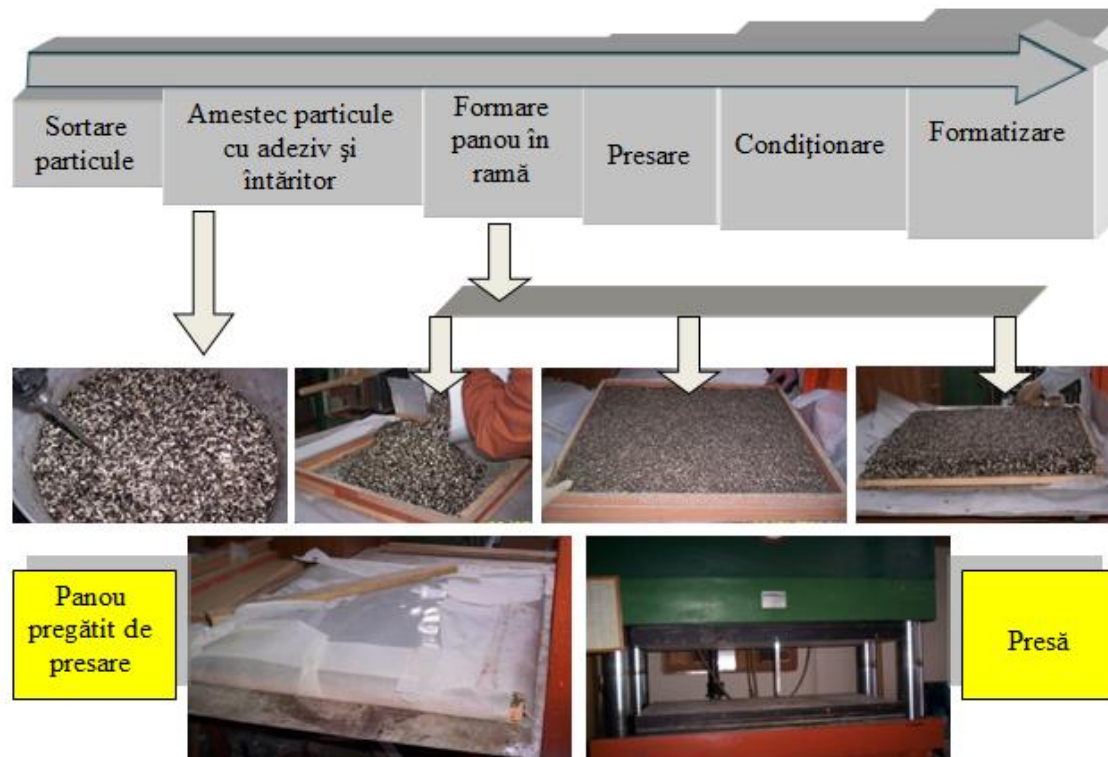 Sortare
particule
Amestec particule
cu adeziv şi
întăritor
Formare
panou în
ramă
Presare
Condiţionare
Formatizare
Panou
pregătit de
presare
Presă